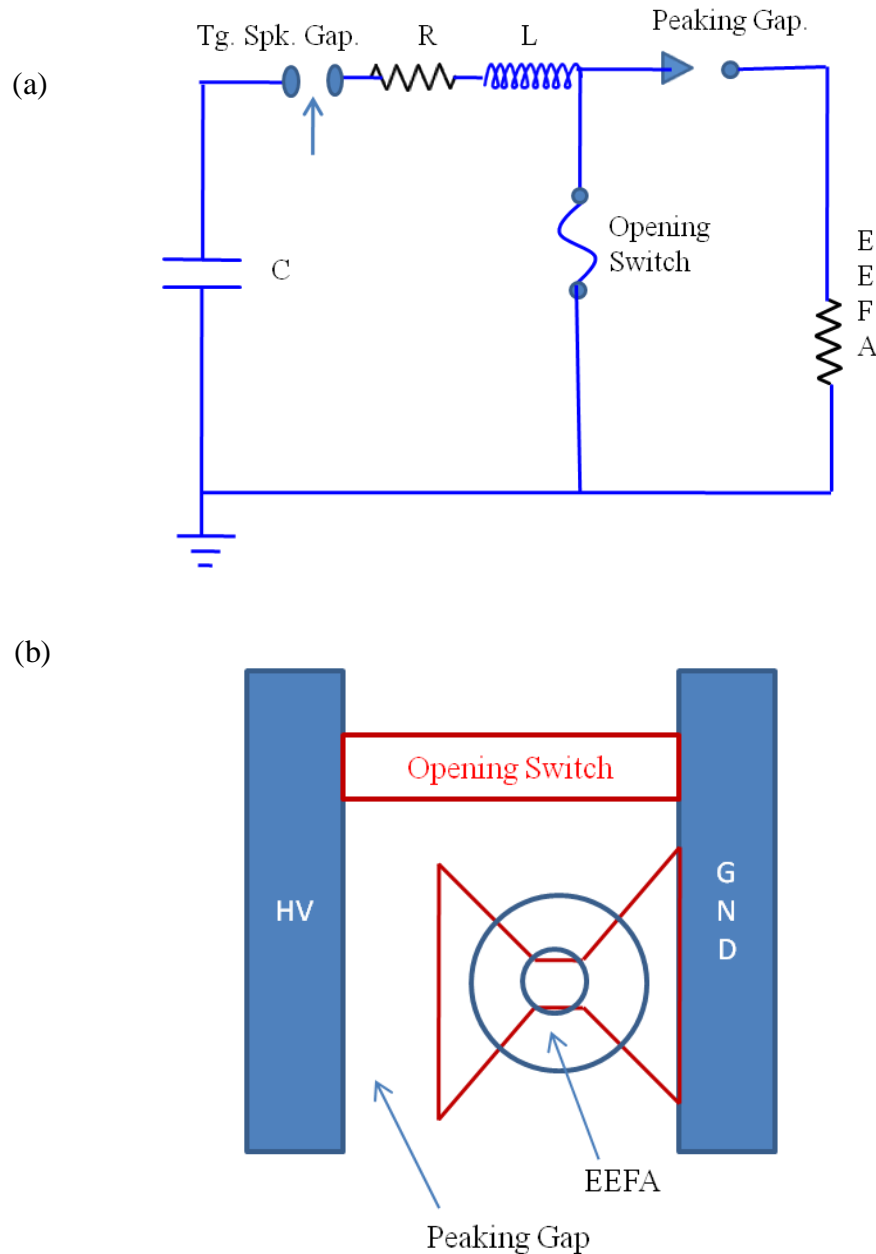 (a)
Tg. Spk. Gap.
R
L
Peaking Gap.
C
Opening
Switch
E
E
F
A
(b)
Opening Switch
HV
G
N
D
EEFA
Peaking Gap